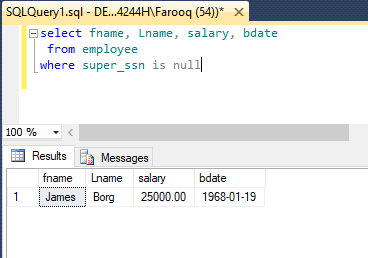 SQLQuery1.sql - DE...4244H\Farooq (54))* ×
select fname, Lname, salary, bdate
from employee
where super_ssn is null
100 %
Results Messages
fname Lname salary bdate
1 James Borg 25000.00 1968-01-19